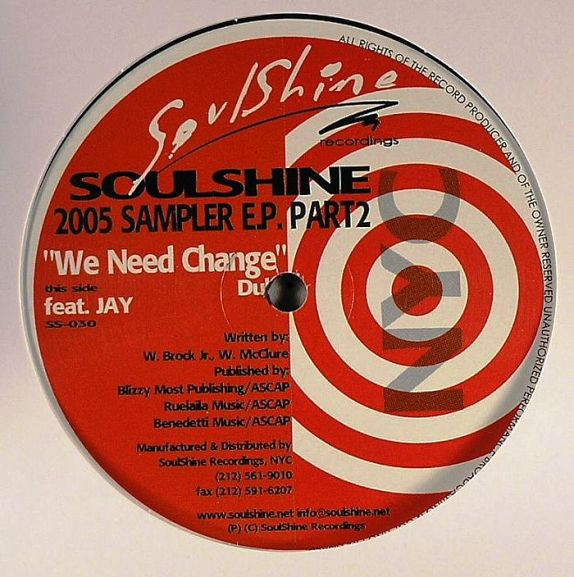 SoulShine
recordings
SOULSHINE
2005 SAMPLER E.P. PART2
"We Need Change"
this side
feat. JAY
SS-030
Written by:
W. Brock Jr., W. McClure
Published by:
Blizzy Most Publishing/ASCAP
Ruelaila Music/ASCAP
Benedetti Music/ASCAP
Manufactured & Distributed by
SoulShine Recordings, NYC
(212) 561-9010
fax (212) 591-6207
www.soulshine.net info@soulshine.net
(P) (C) SoulShine Recordings
NYC
ALL RIGHTS OF THE RECORD PRODUCER AND OF THE OWNER RESERVED UNAUTHORIZED